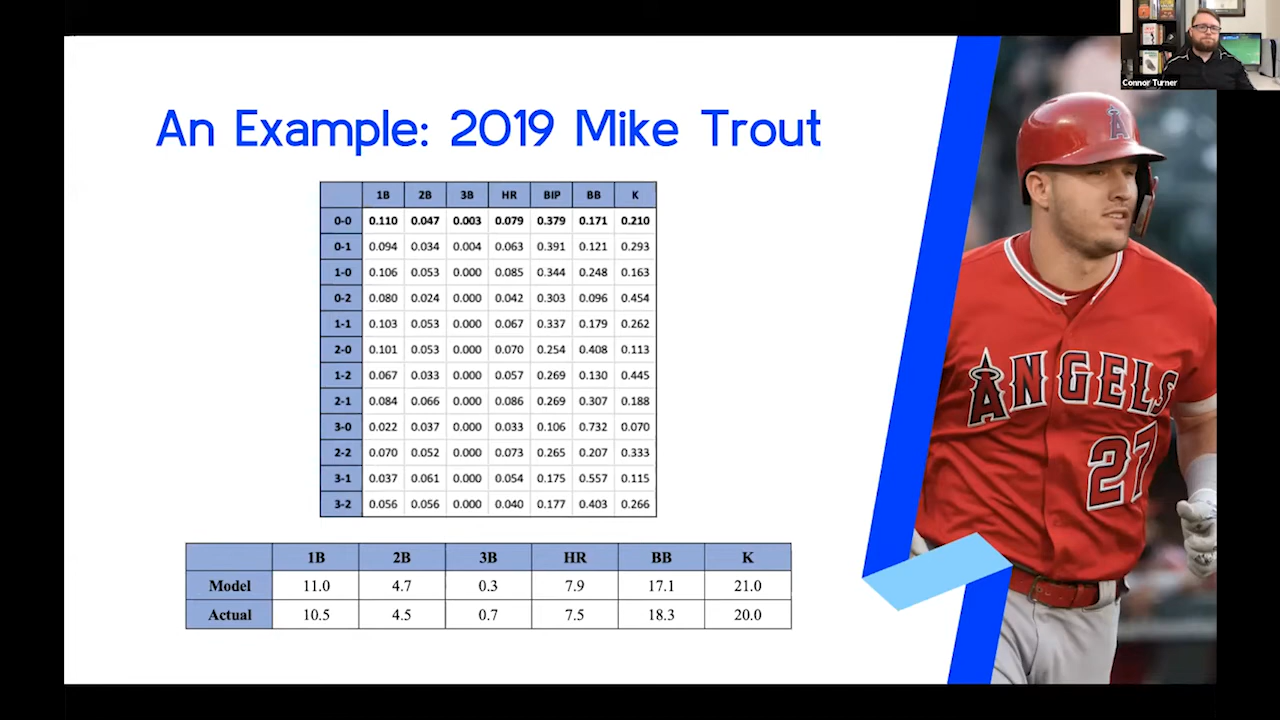 Connor Turner
An Example: 2019 Mike Trout
1B 2B 3B HR BIP BB K
0-0 0.110 0.047 0.003 0.079 0.379 0.171 0.210
0-1 0.094 0.034 0.004 0.063 0.391 0.121 0.293
1-0 0.106 0.053 0.000 0.085 0.344 0.248 0.163
0-2 0.080 0.024 0.000 0.042 0.303 0.096 0.454
1-1 0.103 0.053 0.000 0.067 0.337 0.179 0.262
2-0 0.101 0.053 0.000 0.070 0.254 0.408 0.113
1-2 0.067 0.033 0.000 0.057 0.269 0.130 0.445
2-1 0.084 0.066 0.000 0.086 0.269 0.307 0.188
3-0 0.022 0.037 0.000 0.033 0.106 0.732 0.070
2-2 0.070 0.052 0.000 0.073 0.265 0.207 0.333
3-1 0.037 0.061 0.000 0.054 0.175 0.557 0.115
3-2 0.056 0.056 0.000 0.040 0.177 0.403 0.266
1B 2B 3B HR BB K
Model 11.0 4.7 0.3 7.9 17.1 21.0
Actual 10.5 4.5 0.7 7.5 18.3 20.0
A
ANGELS
27